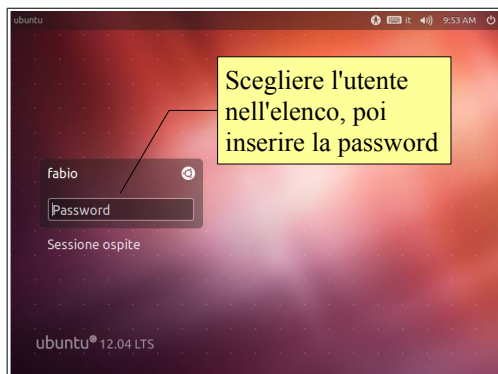 ubuntu
it 9:53 AM
Scegliere l'utente
nell'elenco, poi
inserire la password
fabio
Password
Sessione ospite
ubuntu® 12.04 LTS